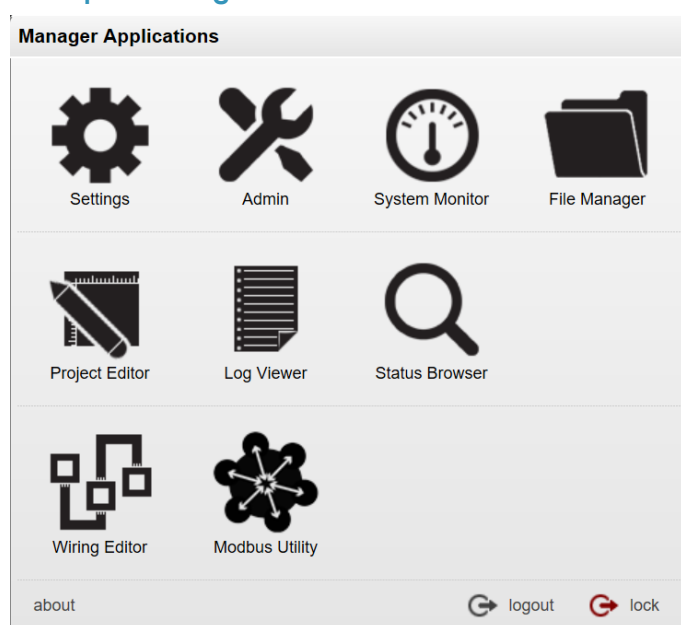 Manager Applications
Settings
Admin
System Monitor
File Manager
Project Editor
Log Viewer
Status Browser
Wiring Editor
Modbus Utility
about
logout
lock